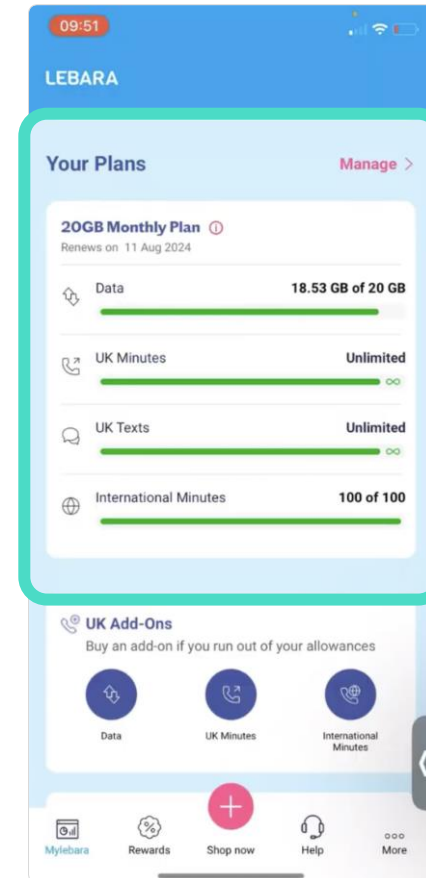 09:51
LEBARA
Your Plans
Manage >
20GB Monthly Plan
Renews on 11 Aug 2024
Data
18.53 GB of 20 GB
UK Minutes
Unlimited
∞
UK Texts
Unlimited
∞
International Minutes
100 of 100
UK Add-Ons
Buy an add-on if you run out of your allowances
Data
UK Minutes
International
Minutes
Mylebara
Rewards
Shop now
Help
More